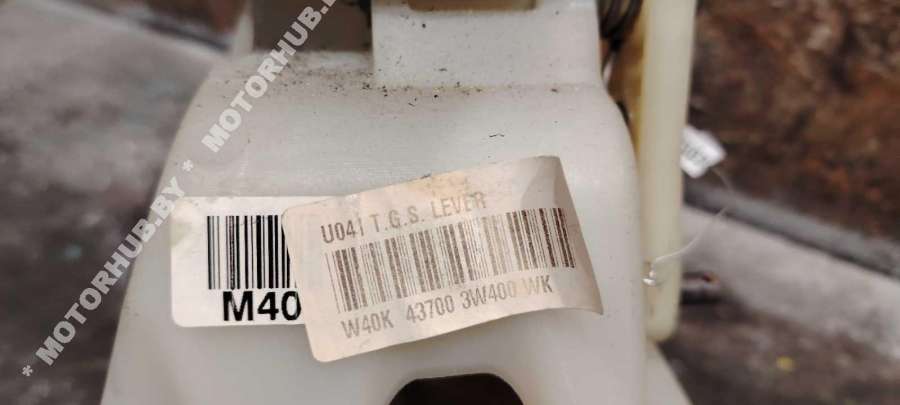 * MOTORHUB.BY * MOTORHUB.BY
U041 T.G.S. LEVER
W40K 43700 3W400 WK
M40